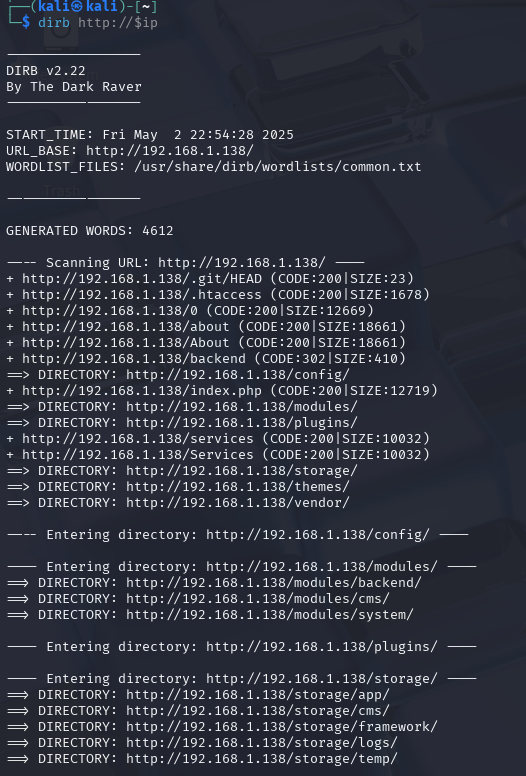 ┌──(kali㉿kali)-[~]
└─$ dirb http://$ip
-----------------
DIRB v2.22
By The Dark Raver
-----------------
START_TIME: Fri May  2 22:54:28 2025
URL_BASE: http://192.168.1.138/
WORDLIST_FILES: /usr/share/dirb/wordlists/common.txt
Trash
-----------------
GENERATED WORDS: 4612
---- Scanning URL: http://192.168.1.138/ ----
+ http://192.168.1.138/.git/HEAD (CODE:200|SIZE:23)
+ http://192.168.1.138/.htaccess (CODE:200|SIZE:1678)
+ http://192.168.1.138/0 (CODE:200|SIZE:12669)
+ http://192.168.1.138/about (CODE:200|SIZE:18661)
+ http://192.168.1.138/About (CODE:200|SIZE:18661)
+ http://192.168.1.138/backend (CODE:302|SIZE:410)
==> DIRECTORY: http://192.168.1.138/config/
+ http://192.168.1.138/index.php (CODE:200|SIZE:12719)
==> DIRECTORY: http://192.168.1.138/modules/
==> DIRECTORY: http://192.168.1.138/plugins/
+ http://192.168.1.138/services (CODE:200|SIZE:10032)
+ http://192.168.1.138/Services (CODE:200|SIZE:10032)
==> DIRECTORY: http://192.168.1.138/storage/
==> DIRECTORY: http://192.168.1.138/themes/
==> DIRECTORY: http://192.168.1.138/vendor/
---- Entering directory: http://192.168.1.138/config/ ----
---- Entering directory: http://192.168.1.138/modules/ ----
==> DIRECTORY: http://192.168.1.138/modules/backend/
==> DIRECTORY: http://192.168.1.138/modules/cms/
==> DIRECTORY: http://192.168.1.138/modules/system/
---- Entering directory: http://192.168.1.138/plugins/ ----
---- Entering directory: http://192.168.1.138/storage/ ----
==> DIRECTORY: http://192.168.1.138/storage/app/
==> DIRECTORY: http://192.168.1.138/storage/cms/
==> DIRECTORY: http://192.168.1.138/storage/framework/
==> DIRECTORY: http://192.168.1.138/storage/logs/
==> DIRECTORY: http://192.168.1.138/storage/temp/